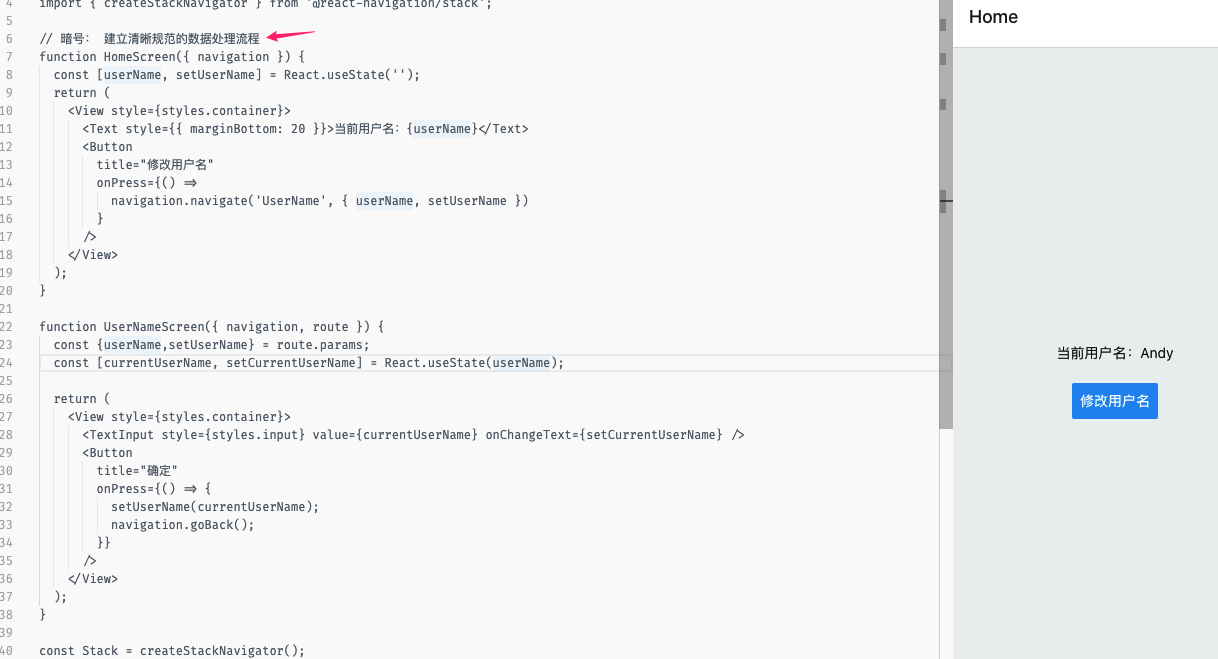 4 import { createStackNavigator } from '@react-navigation/stack';
5
6 // 暗号： 建立清晰规范的数据处理流程
7 function HomeScreen({ navigation }) {
8 const [userName, setUserName] = React.useState('');
9 return (
10 <View style={styles.container}>
11 <Text style={{ marginBottom: 20 }}>当前用户名：{userName}</Text>
12 <Button
13 title="修改用户名"
14 onPress={() =>
15 navigation.navigate('UserName', { userName, setUserName })
16 }
17 />
18 </View>
19 );
20 }
21
22 function UserNameScreen({ navigation, route }) {
23 const {userName,setUserName} = route.params;
24 const [currentUserName, setCurrentUserName] = React.useState(userName);
25
26 return (
27 <View style={styles.container}>
28 <TextInput style={styles.input} value={currentUserName} onChangeText={setCurrentUserName} />
29 <Button
30 title="确定"
31 onPress={() => {
32 setUserName(currentUserName);
33 navigation.goBack();
34 }}
35 />
36 </View>
37 );
38 }
39
40 const Stack = createStackNavigator();
Home
当前用户名：Andy
修改用户名